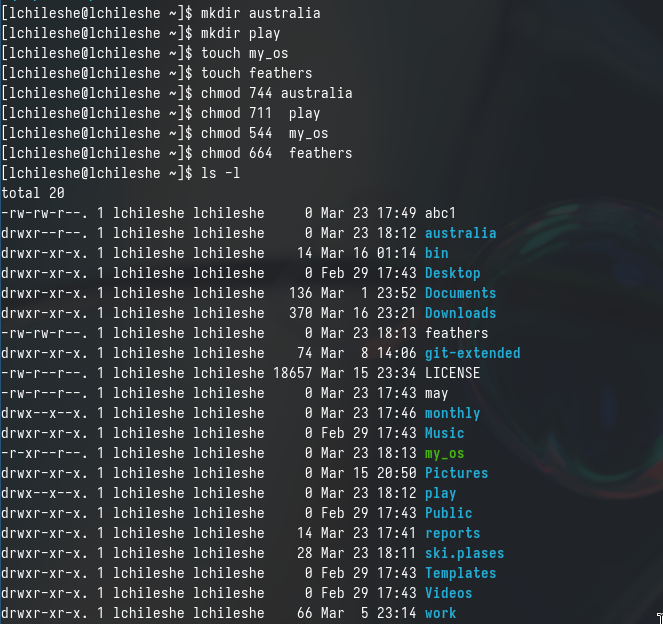 [lchileshe@lchileshe ~]$ mkdir australia
[lchileshe@lchileshe ~]$ mkdir play
[lchileshe@lchileshe ~]$ touch my_os
[lchileshe@lchileshe ~]$ touch feathers
[lchileshe@lchileshe ~]$ chmod 744 australia
[lchileshe@lchileshe ~]$ chmod 711  play
[lchileshe@lchileshe ~]$ chmod 544  my_os
[lchileshe@lchileshe ~]$ chmod 664  feathers
[lchileshe@lchileshe ~]$ ls -l
total 20
-rw-rw-r--. 1 lchileshe lchileshe     0 Mar 23 17:49 abc1
drwxr--r--. 1 lchileshe lchileshe     0 Mar 23 18:12 australia
drwxr-xr-x. 1 lchileshe lchileshe    14 Mar 16 01:14 bin
drwxr-xr-x. 1 lchileshe lchileshe     0 Feb 29 17:43 Desktop
drwxr-xr-x. 1 lchileshe lchileshe   136 Mar  1 23:52 Documents
drwxr-xr-x. 1 lchileshe lchileshe   370 Mar 16 23:21 Downloads
-rw-rw-r--. 1 lchileshe lchileshe     0 Mar 23 18:13 feathers
drwxr-xr-x. 1 lchileshe lchileshe    74 Mar  8 14:06 git-extended
-rw-r--r--. 1 lchileshe lchileshe 18657 Mar 15 23:34 LICENSE
-rw-r--r--. 1 lchileshe lchileshe     0 Mar 23 17:43 may
drwx--x--x. 1 lchileshe lchileshe     0 Mar 23 17:46 monthly
drwxr-xr-x. 1 lchileshe lchileshe     0 Feb 29 17:43 Music
-r-xr--r--. 1 lchileshe lchileshe     0 Mar 23 18:13 my_os
drwxr-xr-x. 1 lchileshe lchileshe     0 Mar 15 20:50 Pictures
drwx--x--x. 1 lchileshe lchileshe     0 Mar 23 18:12 play
drwxr-xr-x. 1 lchileshe lchileshe     0 Feb 29 17:43 Public
drwxr-xr-x. 1 lchileshe lchileshe    14 Mar 23 17:41 reports
drwxr-xr-x. 1 lchileshe lchileshe    28 Mar 23 18:11 ski.plases
drwxr-xr-x. 1 lchileshe lchileshe     0 Feb 29 17:43 Templates
drwxr-xr-x. 1 lchileshe lchileshe     0 Feb 29 17:43 Videos
drwxr-xr-x. 1 lchileshe lchileshe    66 Mar  5 23:14 work